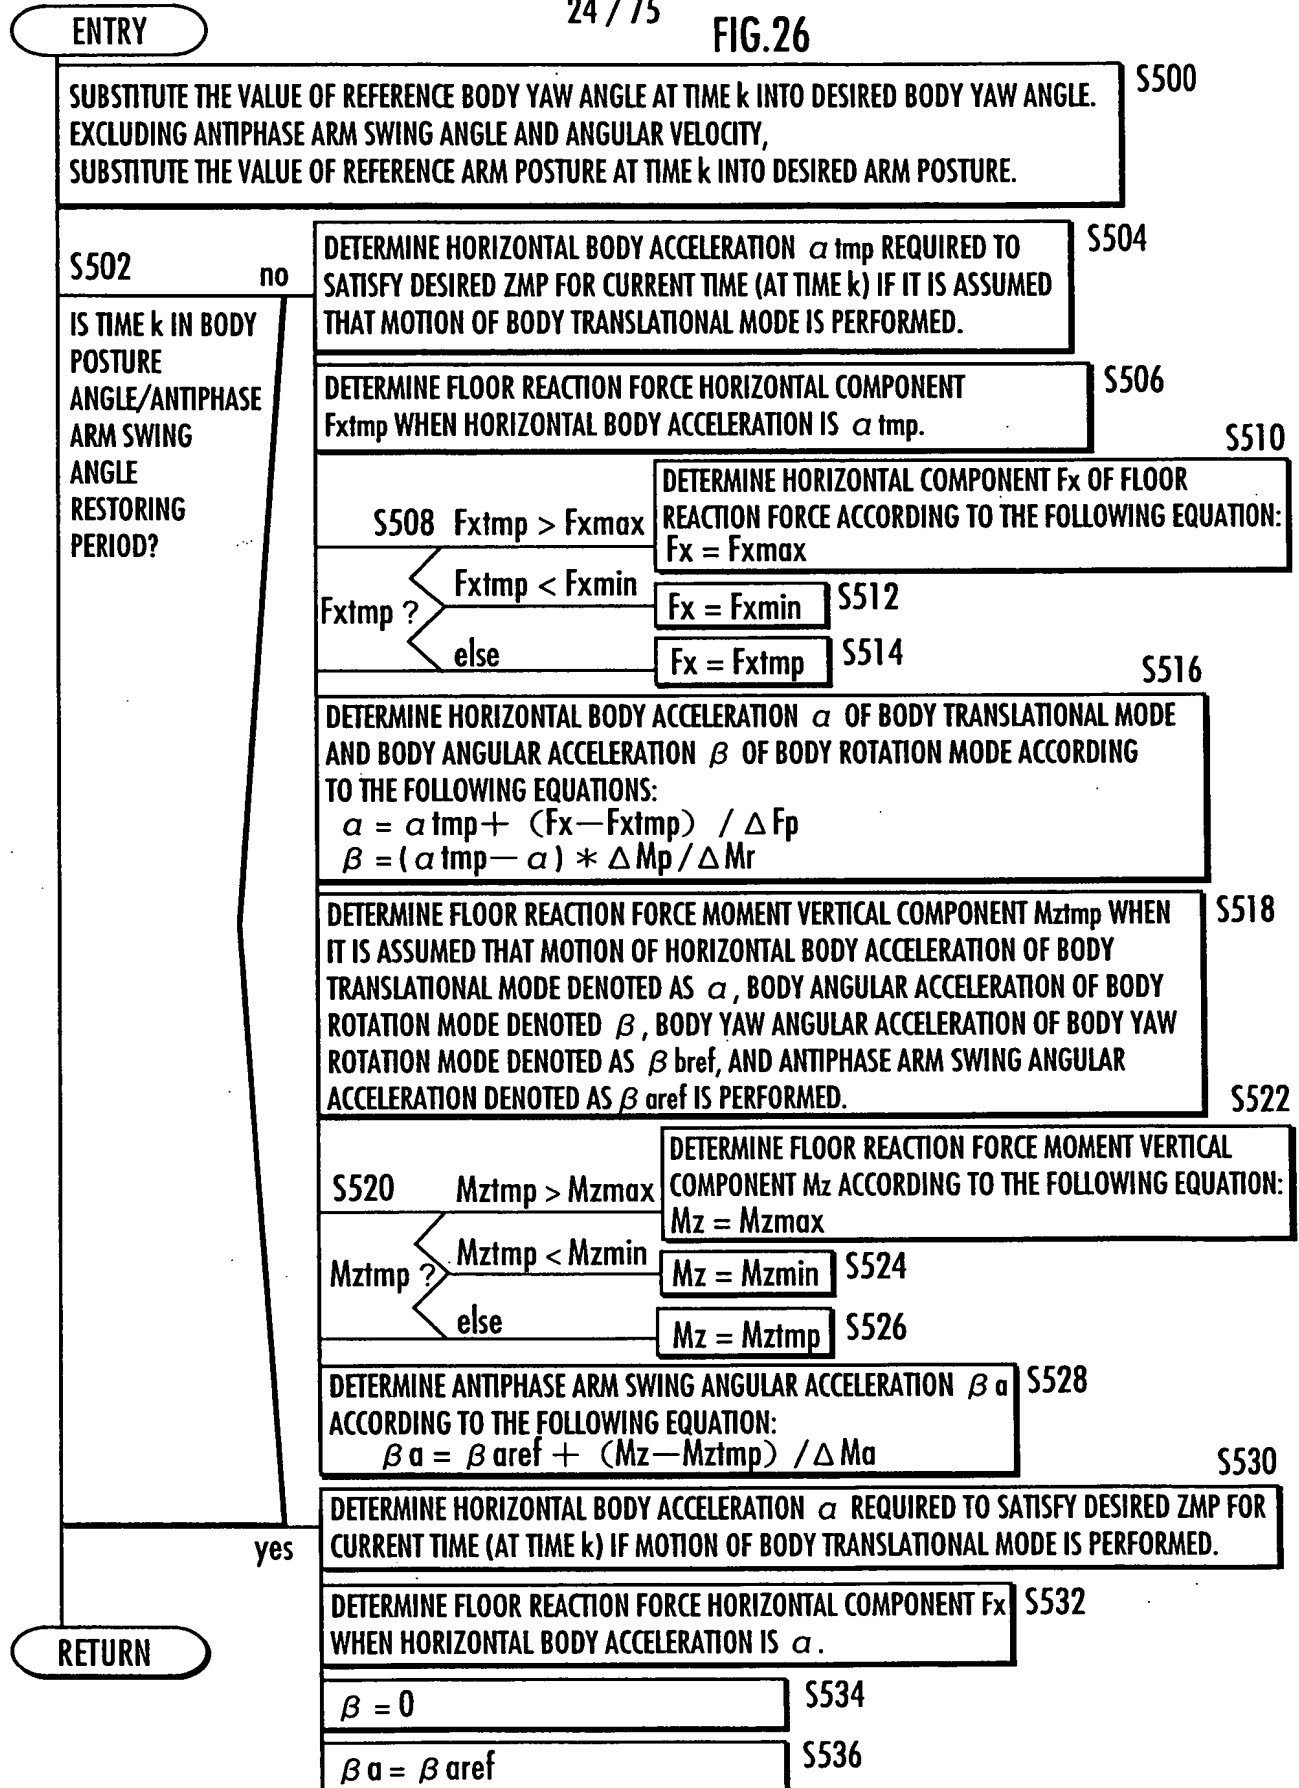 24 / 75
FIG.26
ENTRY
S500
SUBSTITUTE THE VALUE OF REFERENCE BODY YAW ANGLE AT TIME k INTO DESIRED BODY YAW ANGLE.
EXCLUDING ANTIPHASE ARM SWING ANGLE AND ANGULAR VELOCITY,
SUBSTITUTE THE VALUE OF REFERENCE ARM POSTURE AT TIME k INTO DESIRED ARM POSTURE.
S502
no
IS TIME k IN BODY
POSTURE
ANGLE/ANTIPHASE
ARM SWING
ANGLE
RESTORING
PERIOD?
S504
DETERMINE HORIZONTAL BODY ACCELERATION α tmp REQUIRED TO
SATISFY DESIRED ZMP FOR CURRENT TIME (AT TIME k) IF IT IS ASSUMED
THAT MOTION OF BODY TRANSLATIONAL MODE IS PERFORMED.
S506
DETERMINE FLOOR REACTION FORCE HORIZONTAL COMPONENT
Fxtmp WHEN HORIZONTAL BODY ACCELERATION IS α tmp.
S508 Fxtmp > Fxmax
S510
DETERMINE HORIZONTAL COMPONENT Fx OF FLOOR
REACTION FORCE ACCORDING TO THE FOLLOWING EQUATION:
Fx = Fxmax
Fxtmp ?
Fxtmp < Fxmin
Fx = Fxmin
S512
else
Fx = Fxtmp
S514
S516
DETERMINE HORIZONTAL BODY ACCELERATION α OF BODY TRANSLATIONAL MODE
AND BODY ANGULAR ACCELERATION β OF BODY ROTATION MODE ACCORDING
TO THE FOLLOWING EQUATIONS:
α = α tmp+ (Fx−Fxtmp) / Δ Fp
β = (α tmp− α) * Δ Mp / Δ Mr
S518
DETERMINE FLOOR REACTION FORCE MOMENT VERTICAL COMPONENT Mztmp WHEN
IT IS ASSUMED THAT MOTION OF HORIZONTAL BODY ACCELERATION OF BODY
TRANSLATIONAL MODE DENOTED AS α, BODY ANGULAR ACCELERATION OF BODY
ROTATION MODE DENOTED β, BODY YAW ANGULAR ACCELERATION OF BODY YAW
ROTATION MODE DENOTED AS β bref, AND ANTIPHASE ARM SWING ANGULAR
ACCELERATION DENOTED AS β aref IS PERFORMED.
S520 Mztmp > Mzmax
S522
DETERMINE FLOOR REACTION FORCE MOMENT VERTICAL
COMPONENT Mz ACCORDING TO THE FOLLOWING EQUATION:
Mz = Mzmax
Mztmp ?
Mztmp < Mzmin
Mz = Mzmin
S524
else
Mz = Mztmp
S526
S528
DETERMINE ANTIPHASE ARM SWING ANGULAR ACCELERATION β a
ACCORDING TO THE FOLLOWING EQUATION:
β a = β aref + (Mz−Mztmp) / Δ Ma
yes
S530
DETERMINE HORIZONTAL BODY ACCELERATION α REQUIRED TO SATISFY DESIRED ZMP FOR
CURRENT TIME (AT TIME k) IF MOTION OF BODY TRANSLATIONAL MODE IS PERFORMED.
S532
DETERMINE FLOOR REACTION FORCE HORIZONTAL COMPONENT Fx
WHEN HORIZONTAL BODY ACCELERATION IS α.
β = 0
S534
β a = β aref
S536
RETURN